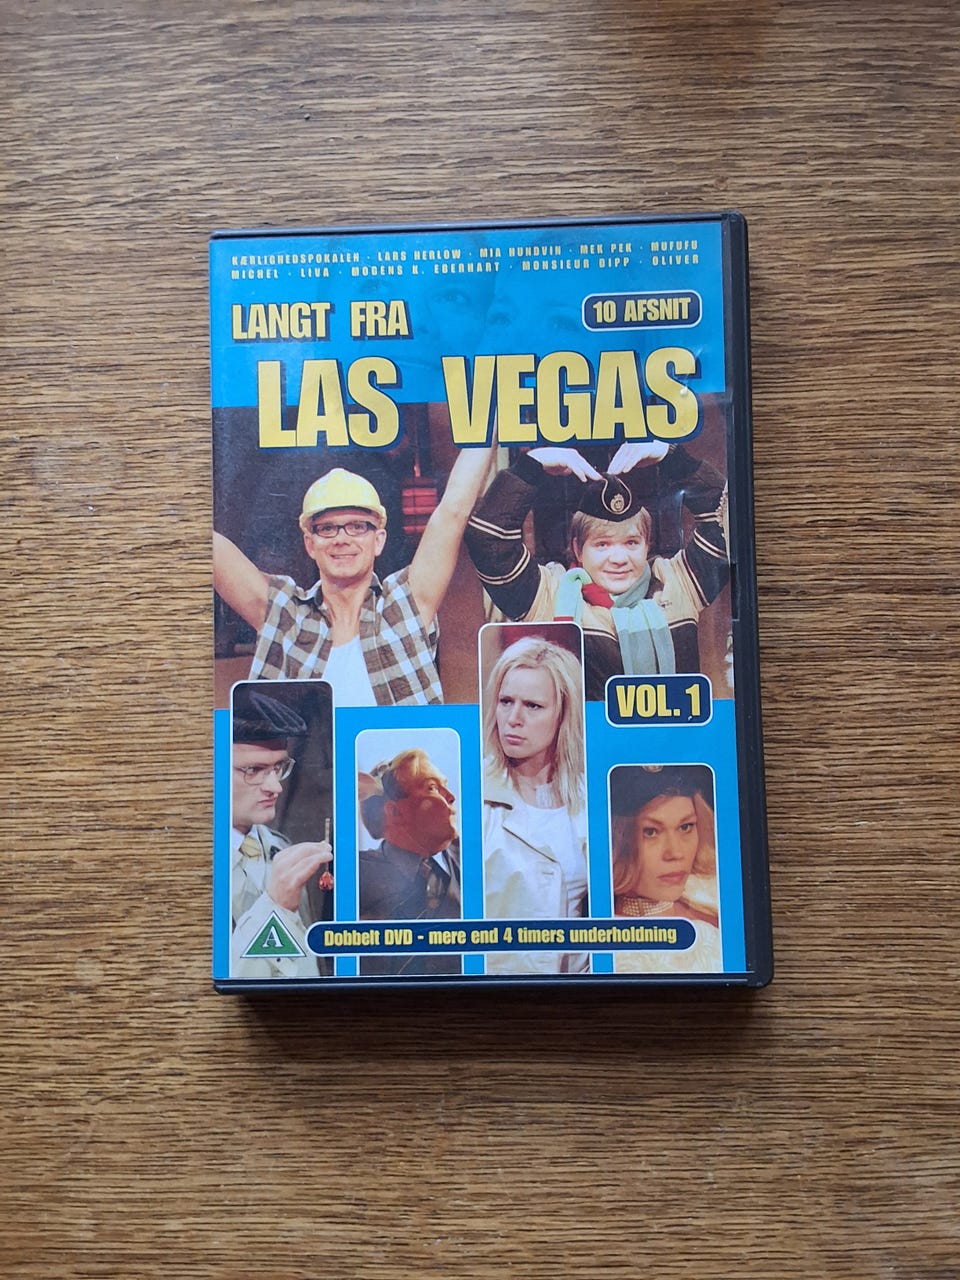 KÆRLIGHEDSPOKALEN · LARS HERLOW · MIA HUNDVIN · MEK PEK · MUFUFU
MICHEL · LIVA · MOGENS K. EBERHART · MONSIEUR DIPP · OLIVER
LANGT FRA
10 AFSNIT
LAS VEGAS
VOL. 1
A
Dobbelt DVD - mere end 4 timers underholdning